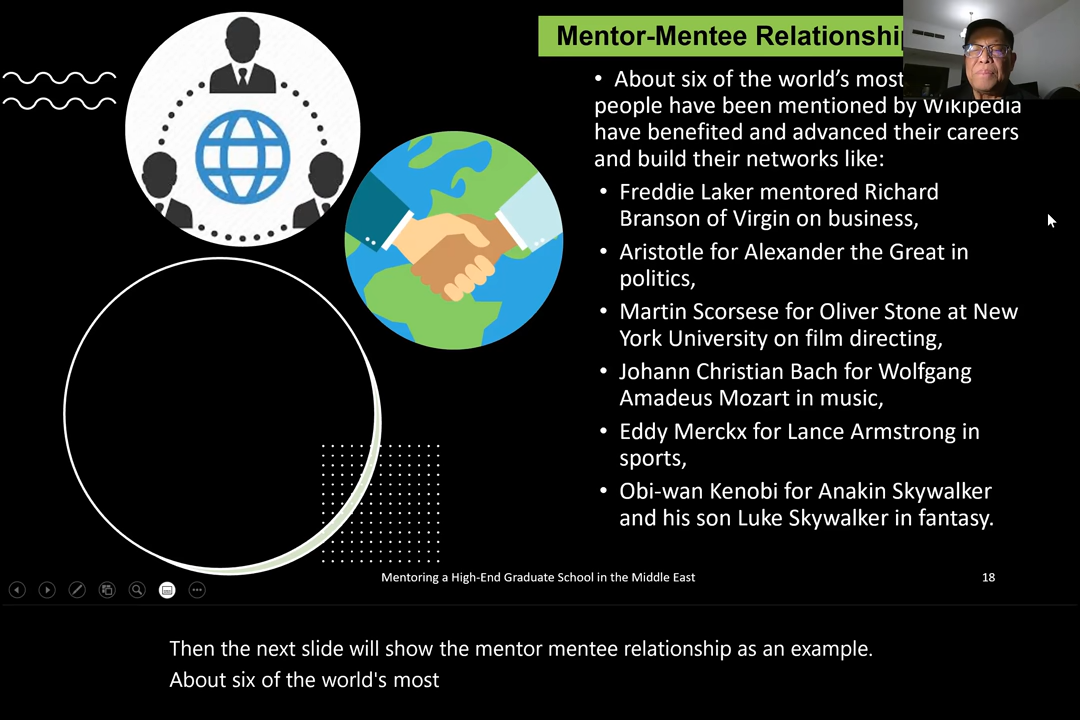 Mentor-Mentee Relationshi
• About six of the world’s most
people have been mentioned by Wikipedia
have benefited and advanced their careers
and build their networks like:
• Freddie Laker mentored Richard
Branson of Virgin on business,
• Aristotle for Alexander the Great in
politics,
• Martin Scorsese for Oliver Stone at New
York University on film directing,
• Johann Christian Bach for Wolfgang
Amadeus Mozart in music,
• Eddy Merckx for Lance Armstrong in
sports,
• Obi-wan Kenobi for Anakin Skywalker
and his son Luke Skywalker in fantasy.
Mentoring a High-End Graduate School in the Middle East
18
Then the next slide will show the mentor mentee relationship as an example.
About six of the world's most